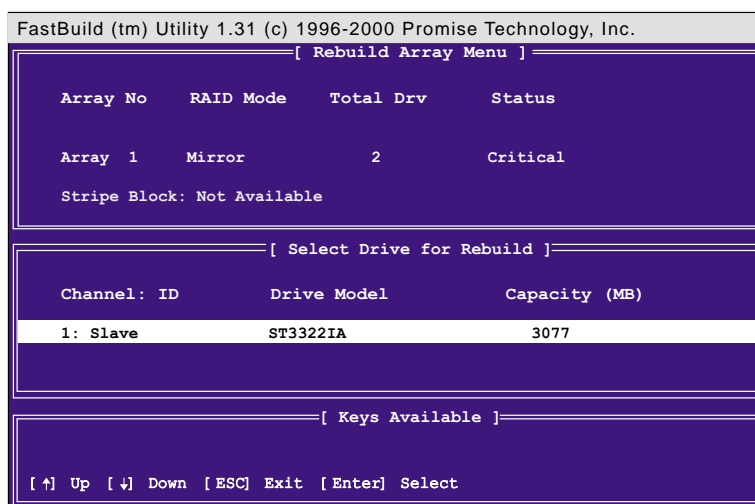 FastBuild (tm) Utility 1.31 (c) 1996-2000 Promise Technology, Inc.
[ Rebuild Array Menu ]
Array No RAID Mode Total Drv Status
Array 1 Mirror 2 Critical
Stripe Block: Not Available
[ Select Drive for Rebuild ]
Channel: ID Drive Model Capacity (MB)
1: Slave ST3322IA 3077
[ Keys Available ]
[↑] Up [↓] Down [ESC] Exit [Enter] Select